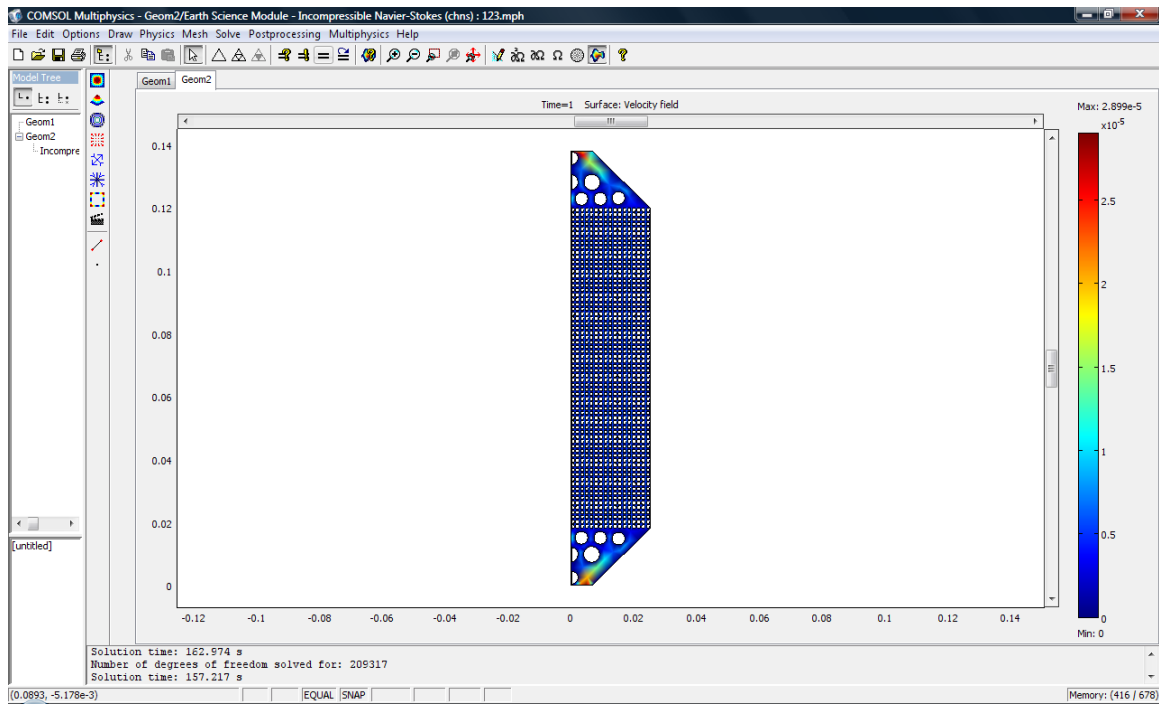 COMSOL Multiphysics - Geom2/Earth Science Module - Incompressible Navier-Stokes (chns) : 123.mph
File Edit Options Draw Physics Mesh Solve Postprocessing Multiphysics Help
Model Tree
Geom1 Geom2
Geom1
Geom2
Incompre
[untitled]
Time=1 Surface: Velocity field
Max: 2.899e-5
x10-5
0.14
0.12
0.1
0.08
0.06
0.04
0.02
0
-0.12 -0.1 -0.08 -0.06 -0.04 -0.02 0 0.02 0.04 0.06 0.08 0.1 0.12 0.14
2.5
2
1.5
1
0.5
0
Min: 0
Solution time: 162.974 s
Number of degrees of freedom solved for: 209317
Solution time: 157.217 s
(0.0893, -5.178e-3) EQUAL SNAP Memory: (416 / 678)